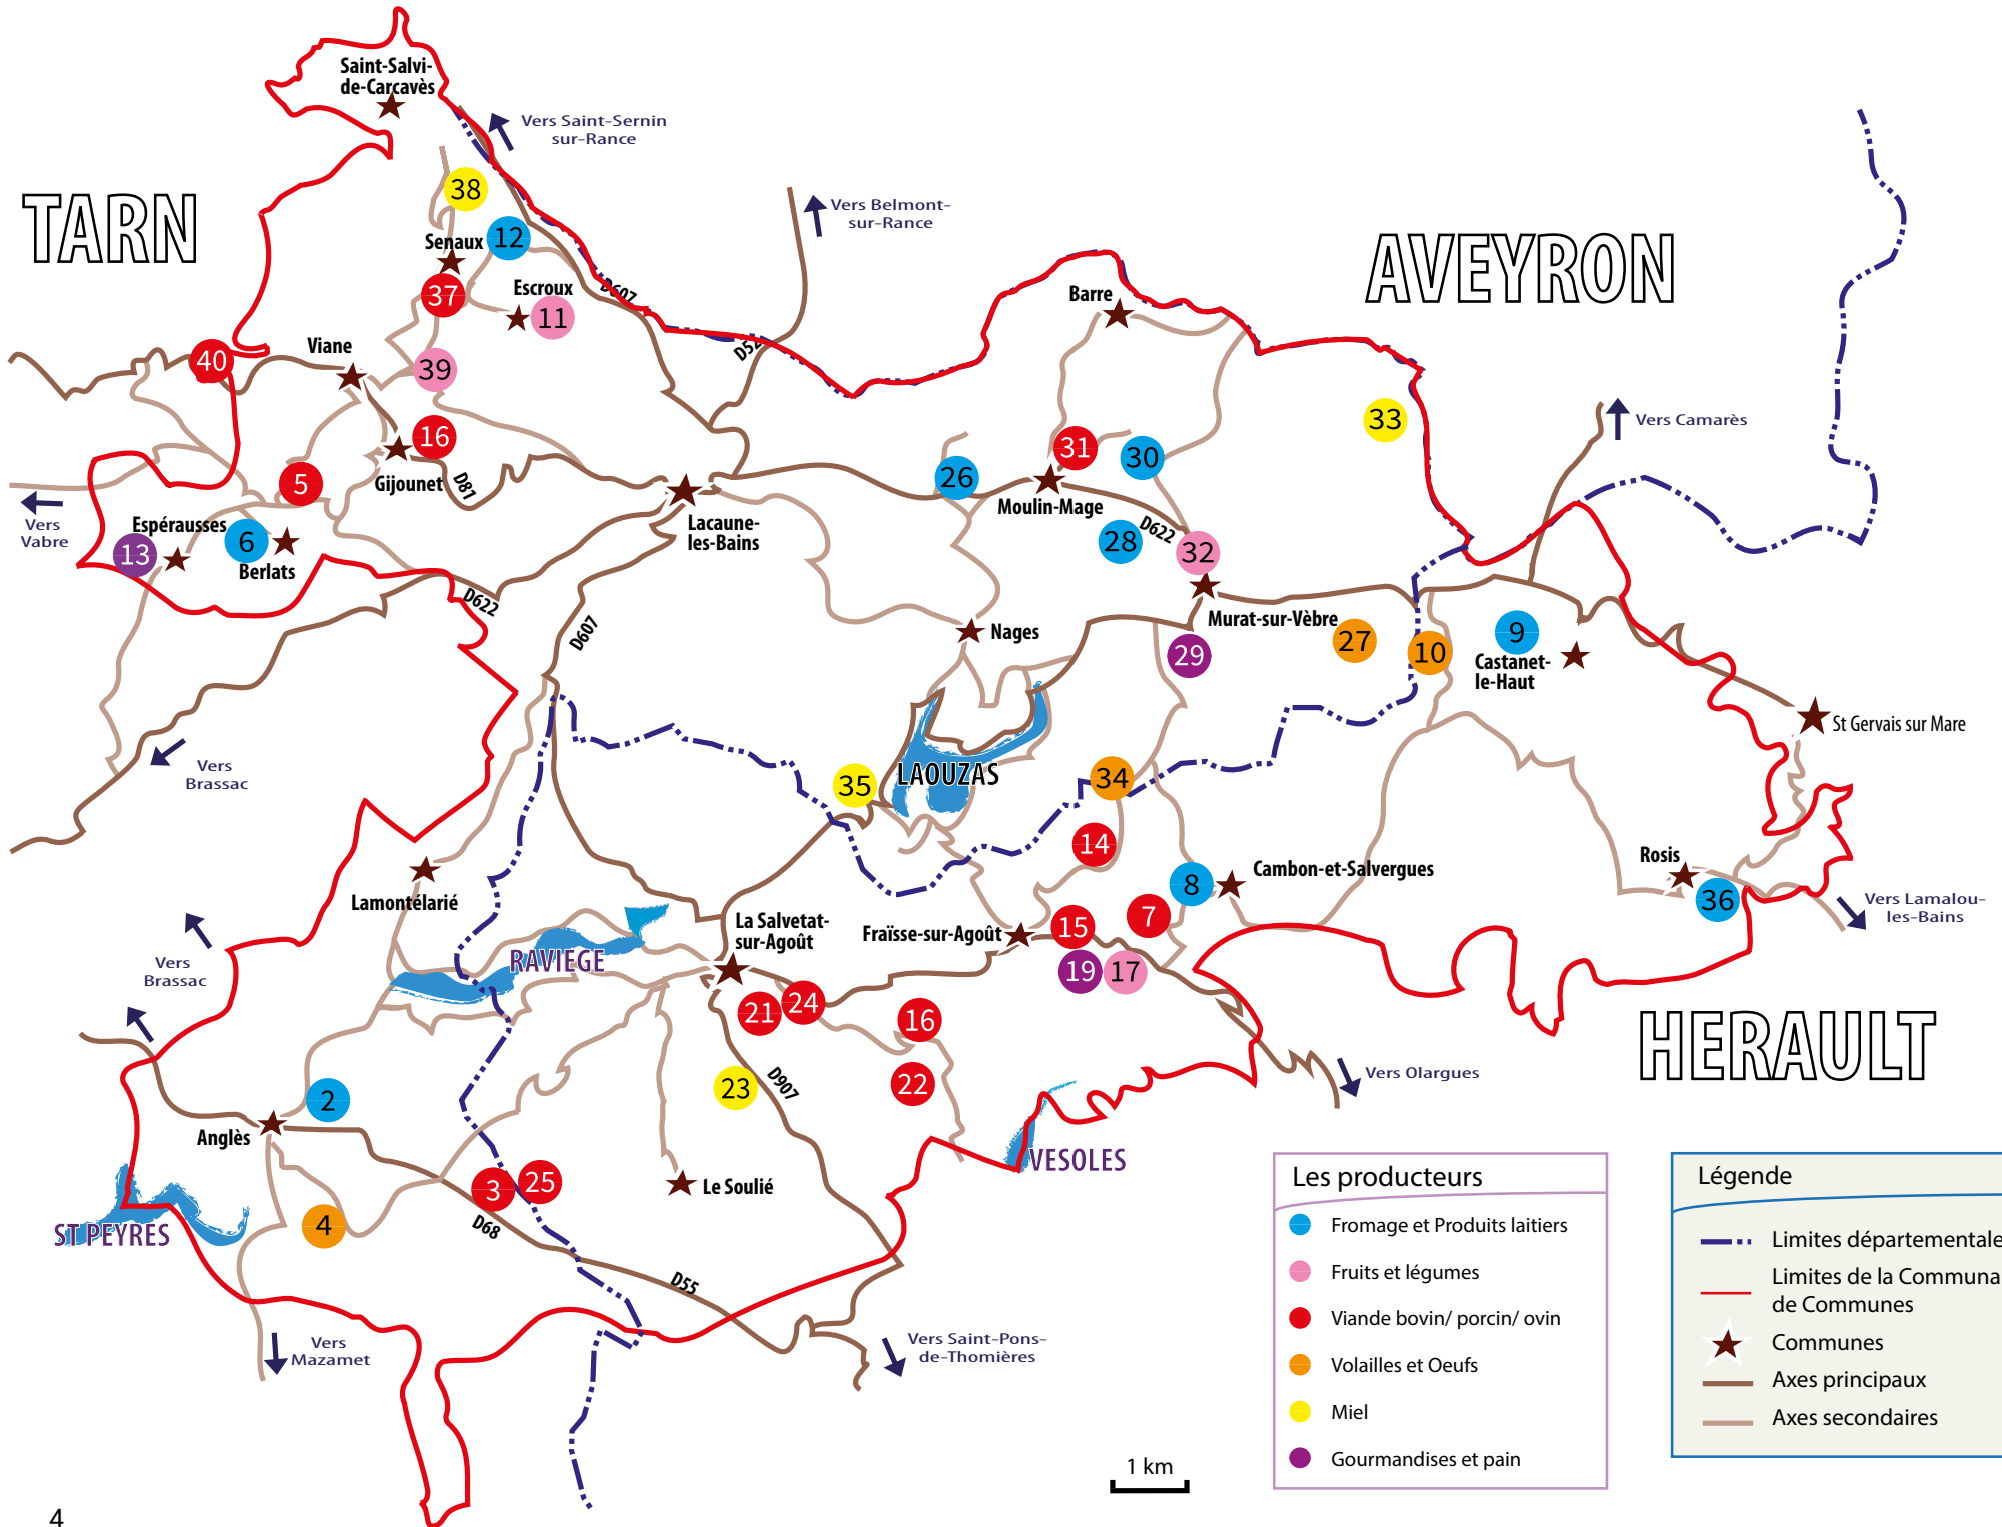 Saint-Salvi-
de-Carcavès
Vers Saint-Sernin
sur-Rance
TARN
38
Vers Belmont-
sur-Rance
Senaux
12
AVEYRON
37
Escroux
11
D607
Barre
40
Viane
D52
39
33
Vers Camarès
16
31
30
5
Gijounet
D81
26
Moulin-Mage
Vers
Vabre
Espérausses
13
6
Berlats
Lacaune-
les-Bains
28
D622
32
D622
D607
Nages
Murat-sur-Vèbre
29
27
10
9
Castanet-
le-Haut
St Gervais sur Mare
Vers
Brassac
35
LAOUZAS
34
14
Rosis
36
Lamontélarié
8
Cambon-et-Salvergues
Vers Lamalou-
les-Bains
La Salvetat-
sur-Agoût
Fraïsse-sur-Agoût
15
7
Vers
Brassac
RAVIEGE
19
17
21
24
16
HERAULT
2
23
D907
22
Vers Olargues
Anglès
VESOLES
3
25
Le Soulié
ST PEYRES
4
D68
D55
Vers
Mazamet
Vers Saint-Pons-
de-Thomières
Les producteurs
Fromage et Produits laitiers
Fruits et légumes
Viande bovin/ porcin/ ovin
Volailles et Oeufs
Miel
Gourmandises et pain
1 km
Légende
Limites départementale
Limites de la Communa
de Communes
Communes
Axes principaux
Axes secondaires
4